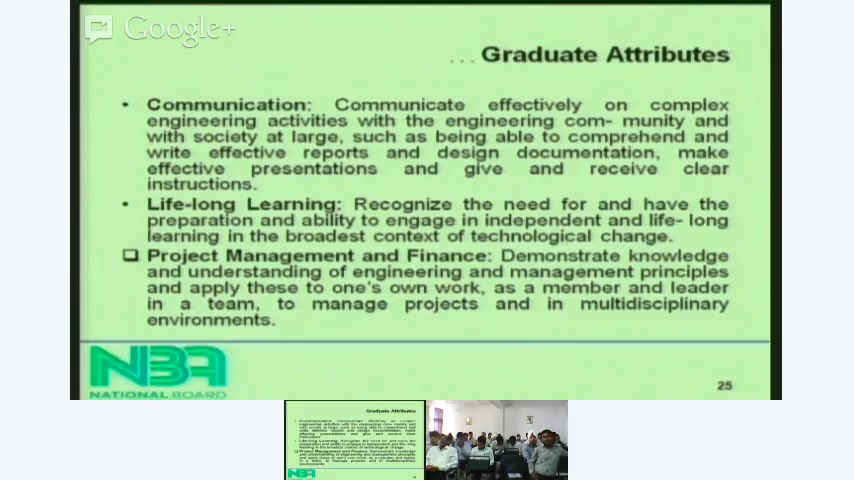 Google+
... Graduate Attributes
• Communication: Communicate effectively on complex
engineering activities with the engineering com- munity and
with society at large, such as being able to comprehend and
write effective reports and design documentation, make
effective presentations and give and receive clear
instructions.
• Life-long Learning: Recognize the need for and have the
preparation and ability to engage in independent and life- long
learning in the broadest context of technological change.
❑ Project Management and Finance: Demonstrate knowledge
and understanding of engineering and management principles
and apply these to one's own work, as a member and leader
in a team, to manage projects and in multidisciplinary
environments.
NBA
NATIONAL BOARD
25
Graduate Attributes